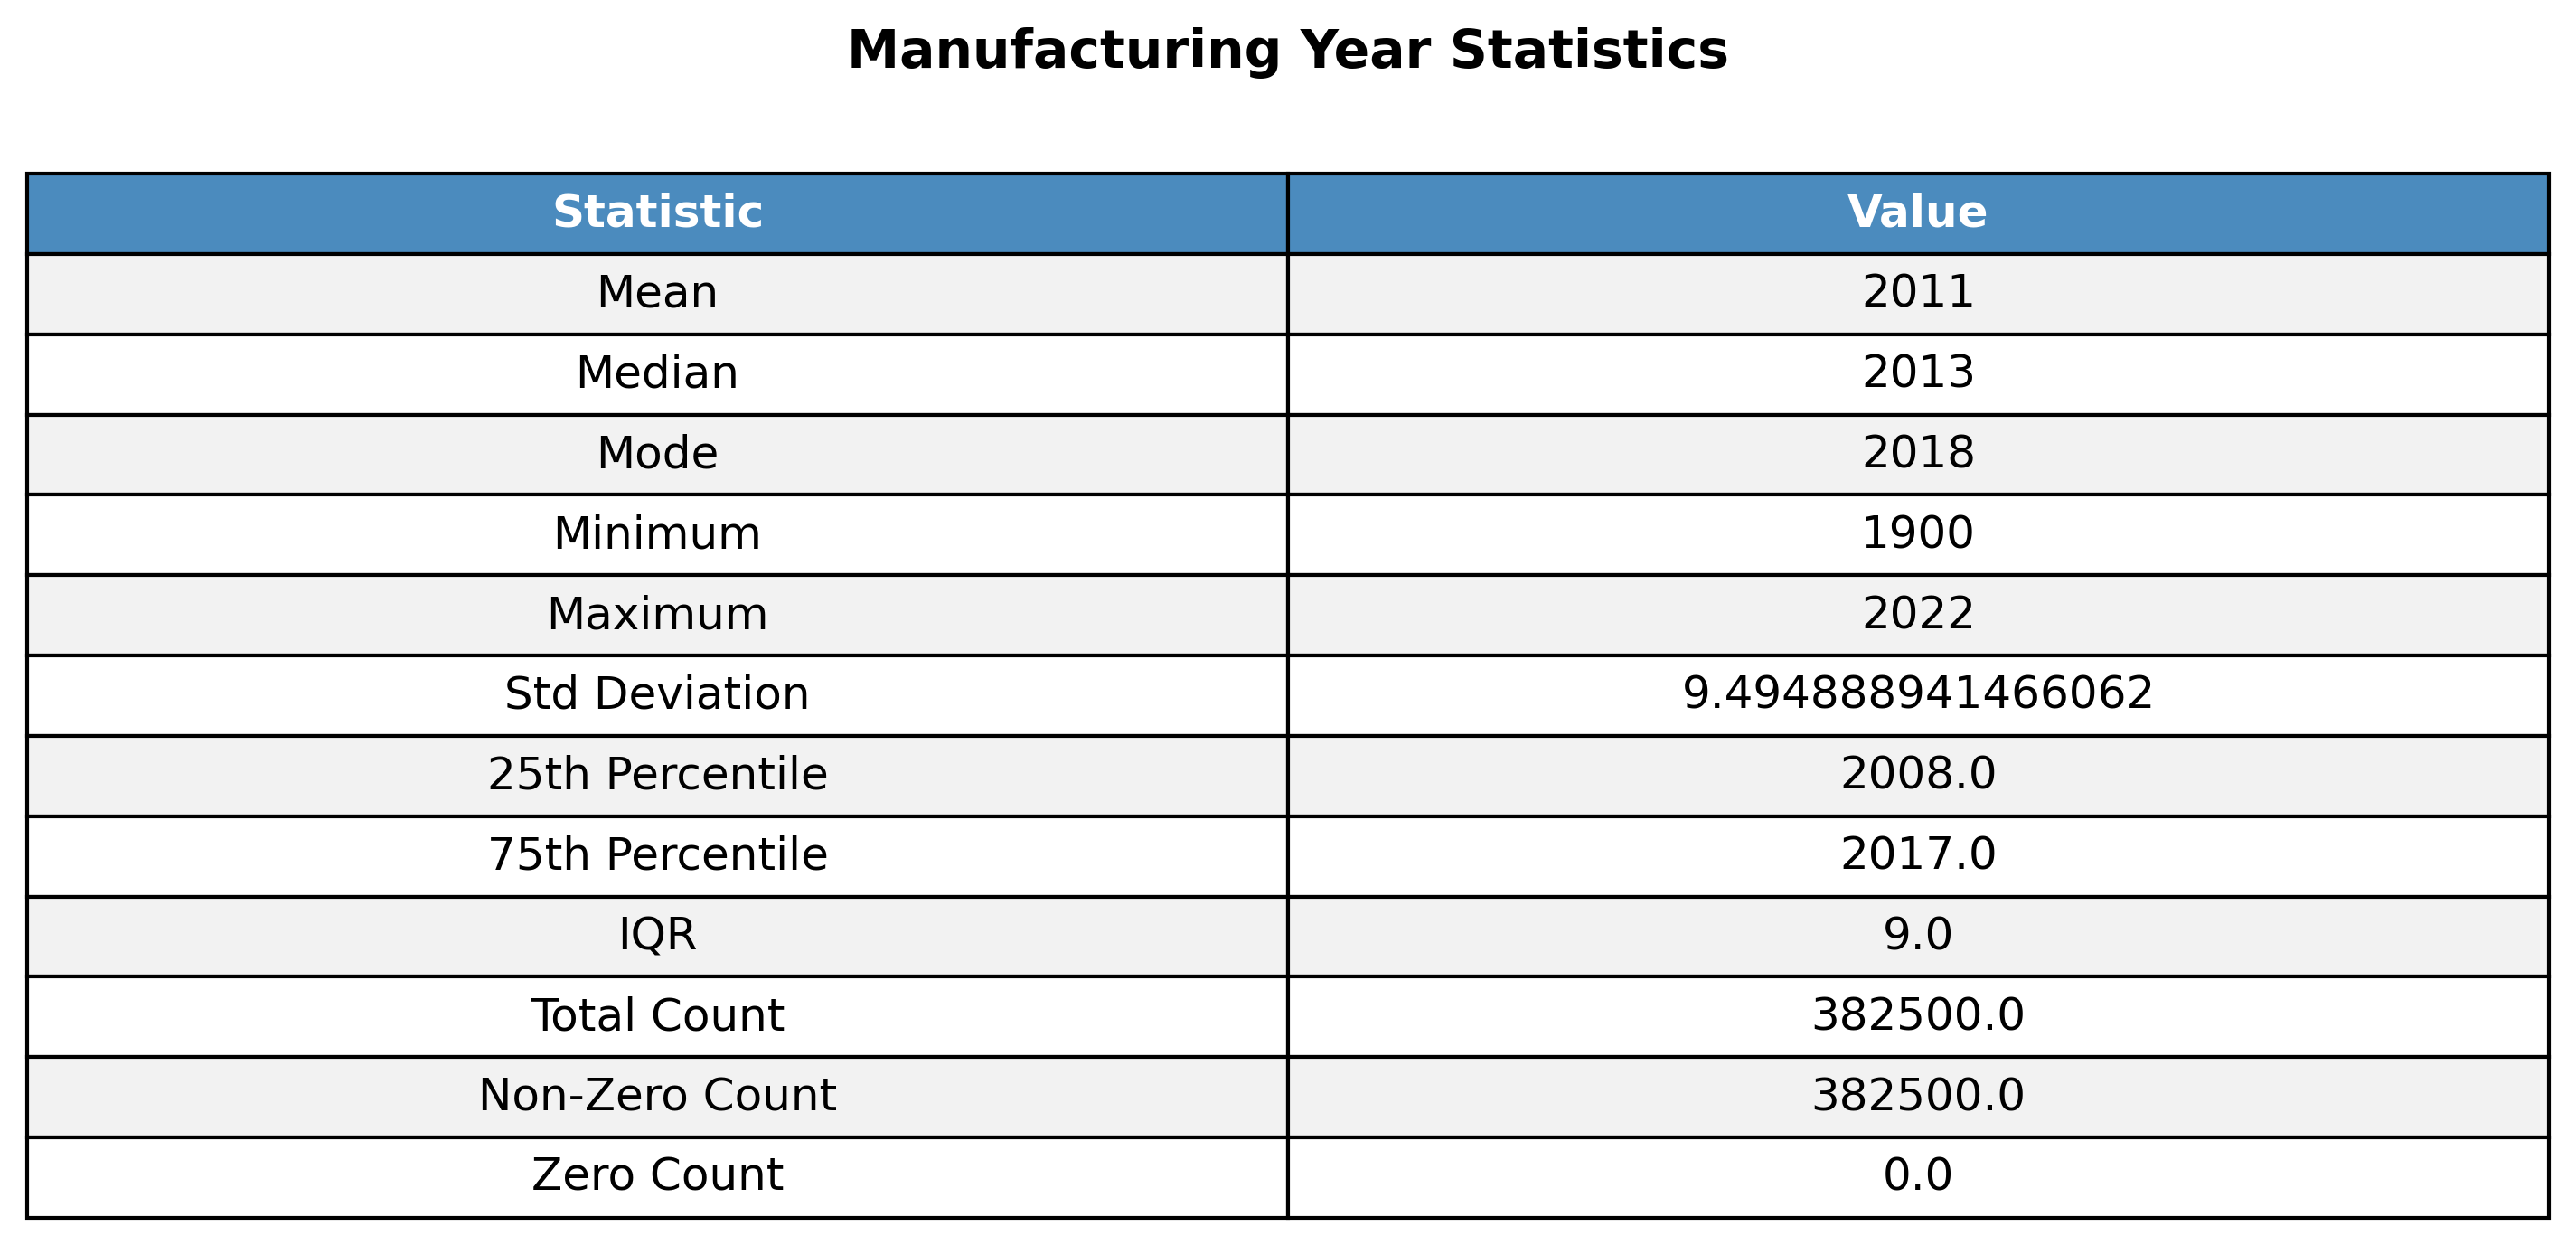 Manufacturing Year Statistics
Statistic Value
Mean 2011
Median 2013
Mode 2018
Minimum 1900
Maximum 2022
Std Deviation 9.494888941466062
25th Percentile 2008.0
75th Percentile 2017.0
IQR 9.0
Total Count 382500.0
Non-Zero Count 382500.0
Zero Count 0.0